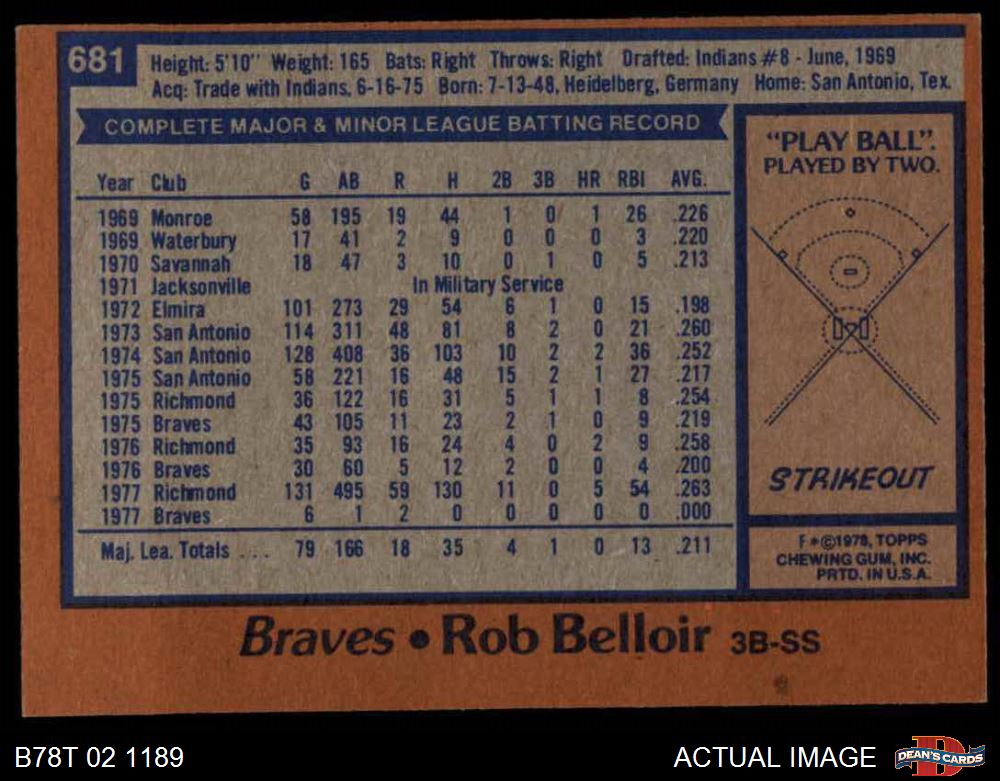 681
Height: 5'10" Weight: 165 Bats: Right Throws: Right Drafted: Indians #8 - June, 1969
Acq: Trade with Indians, 6-16-75 Born: 7-13-48, Heidelberg, Germany Home: San Antonio, Tex.
COMPLETE MAJOR & MINOR LEAGUE BATTING RECORD
Year Club G AB R H 2B 3B HR RBI AVG.
1969 Monroe 58 195 19 44 1 0 1 26 .226
1969 Waterbury 17 41 2 9 0 0 0 3 .220
1970 Savannah 18 47 3 10 0 1 0 5 .213
1971 Jacksonville In Military Service
1972 Elmira 101 273 29 54 6 1 0 15 .198
1973 San Antonio 114 311 48 81 8 2 0 21 .260
1974 San Antonio 128 408 36 103 10 2 2 36 .252
1975 San Antonio 58 221 16 48 15 2 1 27 .217
1975 Richmond 36 122 16 31 5 1 1 8 .254
1975 Braves 43 105 11 23 2 1 0 9 .219
1976 Richmond 35 93 16 24 4 0 2 9 .258
1976 Braves 30 60 5 12 2 0 0 4 .200
1977 Richmond 131 495 59 130 11 0 5 54 .263
1977 Braves 6 1 2 0 0 0 0 0 .000
Maj. Lea. Totals .... 79 166 18 35 4 1 0 13 .211
"PLAY BALL".
PLAYED BY TWO.
STRIKEOUT
F*©1978, TOPPS
CHEWING GUM, INC.
PRTD. IN U.S.A.
Braves • Rob Belloir 3B-SS
B78T 02 1189
ACTUAL IMAGE
DEAN'S CARDS